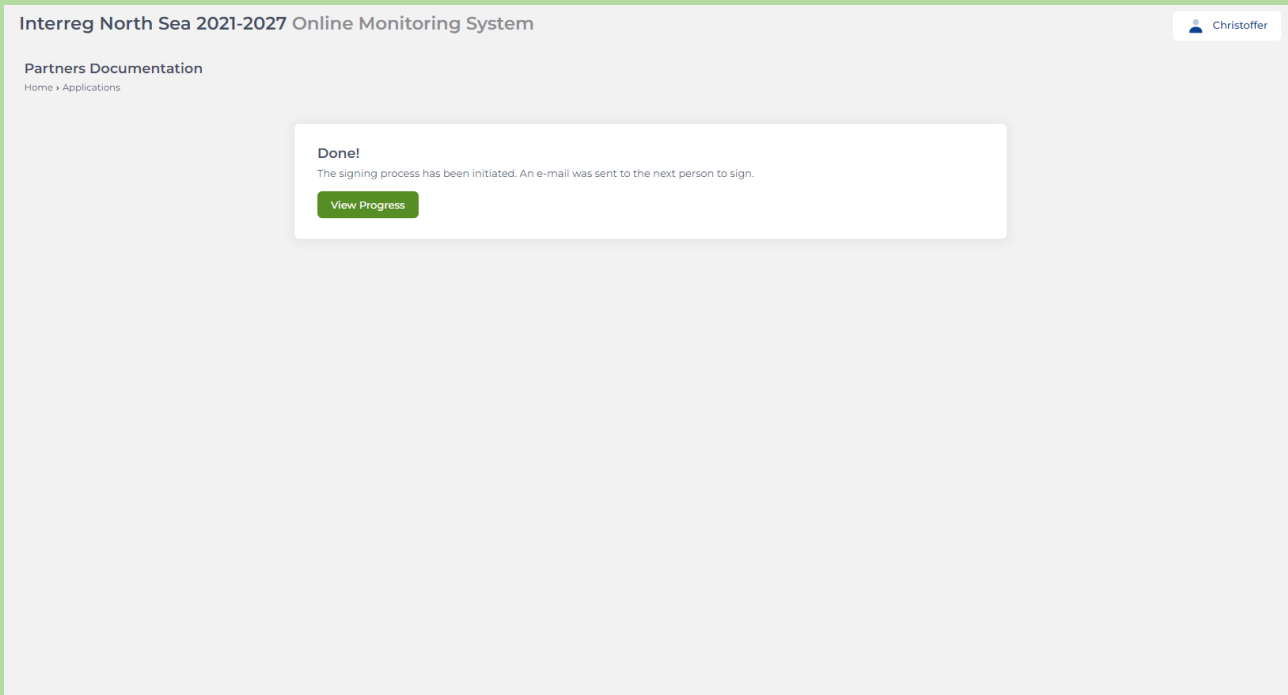 Interreg North Sea 2021-2027 Online Monitoring System
Christoffer
Partners Documentation
Home › Applications
Done!
The signing process has been initiated. An e-mail was sent to the next person to sign.
View Progress